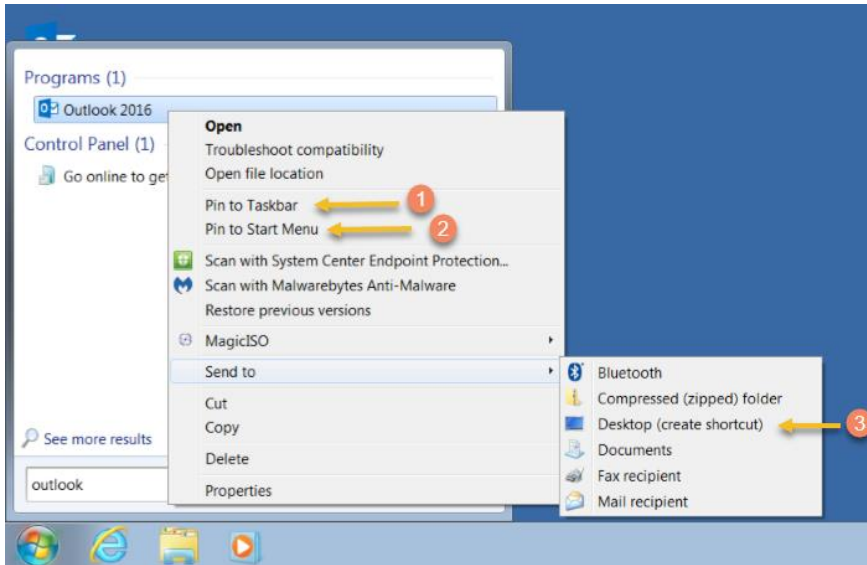 Programs (1)
Outlook 2016
Control Panel (1)
Go online to get
See more results
outlook
Open
Troubleshoot compatibility
Open file location
Pin to Taskbar
1
Pin to Start Menu
2
Scan with System Center Endpoint Protection...
Scan with Malwarebytes Anti-Malware
Restore previous versions
MagicISO
Send to
Cut
Copy
Delete
Properties
Bluetooth
Compressed (zipped) folder
Desktop (create shortcut)
3
Documents
Fax recipient
Mail recipient